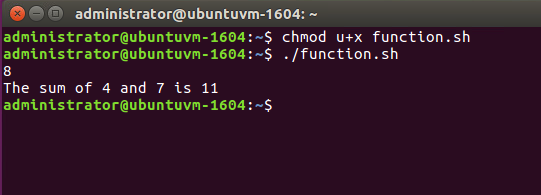 administrator@ubuntuvm-1604: ~
administrator@ubuntuvm-1604:~$ chmod u+x function.sh
administrator@ubuntuvm-1604:~$ ./function.sh
8
The sum of 4 and 7 is 11
administrator@ubuntuvm-1604:~$